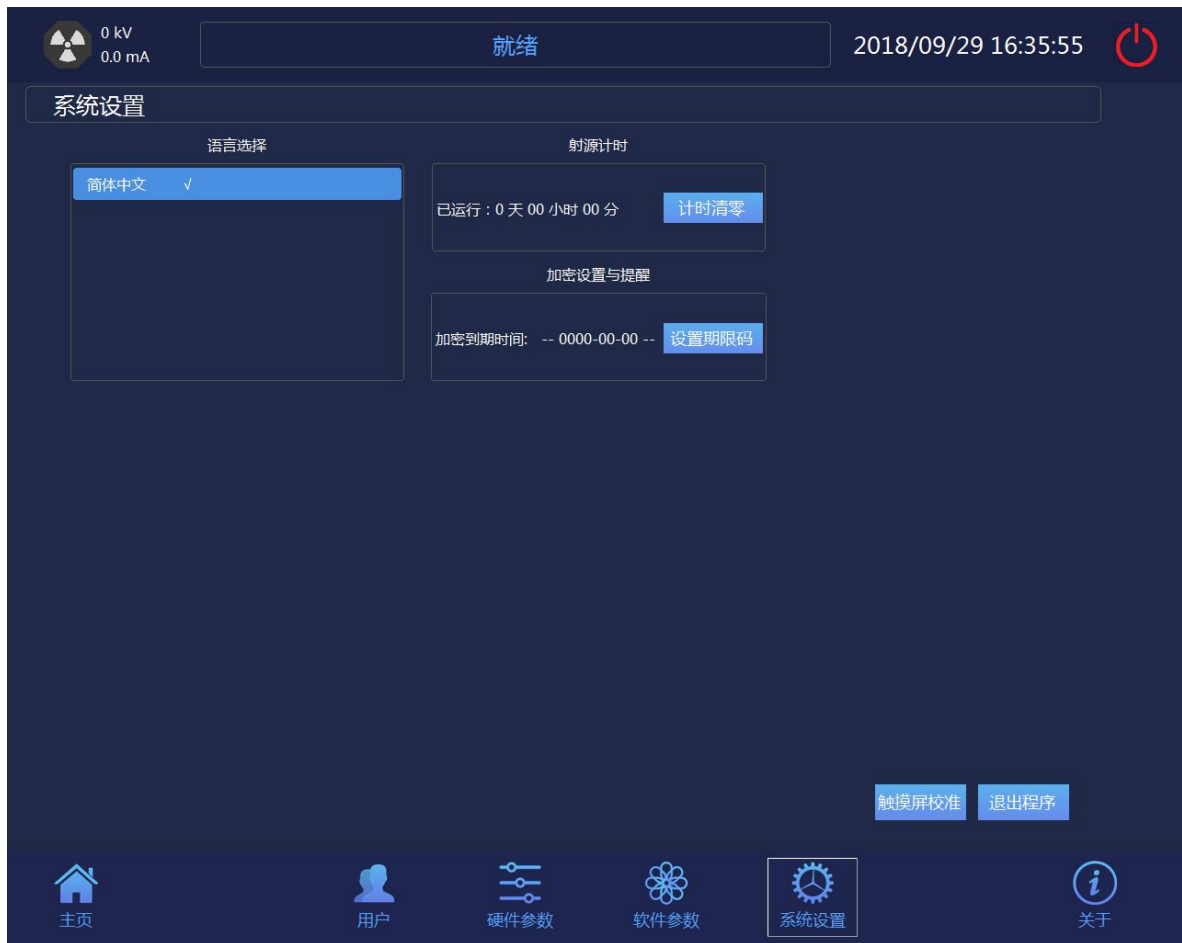 0 kV
0.0 mA
就绪
2018/09/29 16:35:55
系统设置
语言选择
简体中文 √
射源计时
已运行：0 天 00 小时 00 分
计时清零
加密设置与提醒
加密到期时间: -- 0000-00-00 --
设置期限码
触摸屏校准
退出程序
主页
用户
硬件参数
软件参数
系统设置
关于